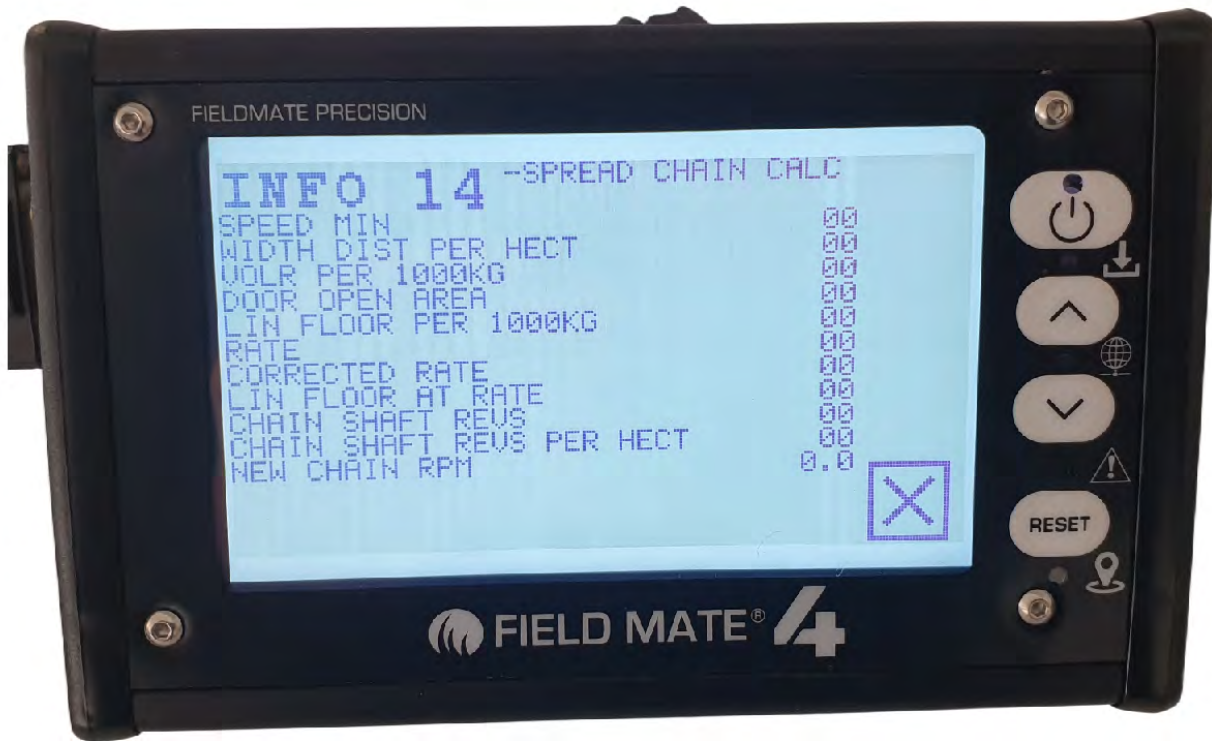 FIELDMATE PRECISION
INFO 14 -SPREAD CHAIN CALC
SPEED MIN 00
WIDTH DIST PER HECT 00
VOLR PER 1000KG 00
DOOR OPEN AREA 00
LIN FLOOR PER 1000KG 00
RATE 00
CORRECTED RATE 00
LIN FLOOR AT RATE 00
CHAIN SHAFT REVS 00
CHAIN SHAFT REVS PER HECT 00
NEW CHAIN RPM 0.0
RESET
FIELD MATE® 4